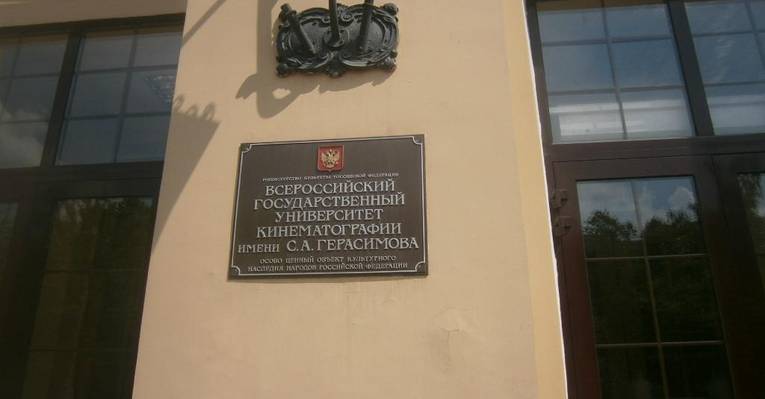 МИНИСТЕРСТВО КУЛЬТУРЫ РОССИЙСКОЙ ФЕДЕРАЦИИ
ВСЕРОССИЙСКИЙ
ГОСУДАРСТВЕННЫЙ
УНИВЕРСИТЕТ
КИНЕМАТОГРАФИИ
ИМЕНИ С.А.ГЕРАСИМОВА
ОСОБО ЦЕННЫЙ ОБЪЕКТ КУЛЬТУРНОГО
НАСЛЕДИЯ НАРОДОВ РОССИЙСКОЙ ФЕДЕРАЦИИ